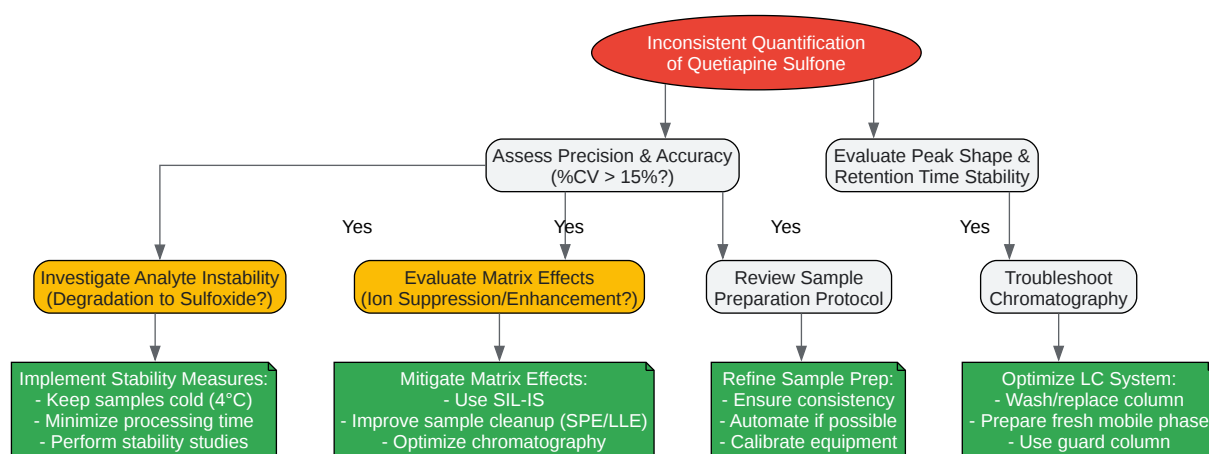 Inconsistent Quantification
of Quetiapine Sulfone
Assess Precision & Accuracy
(%CV > 15%?)
Evaluate Peak Shape &
Retention Time Stability
Yes
Yes
Yes
Yes
Investigate Analyte Instability
(Degradation to Sulfoxide?)
Evaluate Matrix Effects
(Ion Suppression/Enhancement?)
Review Sample
Preparation Protocol
Troubleshoot
Chromatography
Implement Stability Measures:
- Keep samples cold (4°C)
- Minimize processing time
- Perform stability studies
Mitigate Matrix Effects:
- Use SIL-IS
- Improve sample cleanup (SPE/LLE)
- Optimize chromatography
Refine Sample Prep:
- Ensure consistency
- Automate if possible
- Calibrate equipment
Optimize LC System:
- Wash/replace column
- Prepare fresh mobile phase
- Use guard column